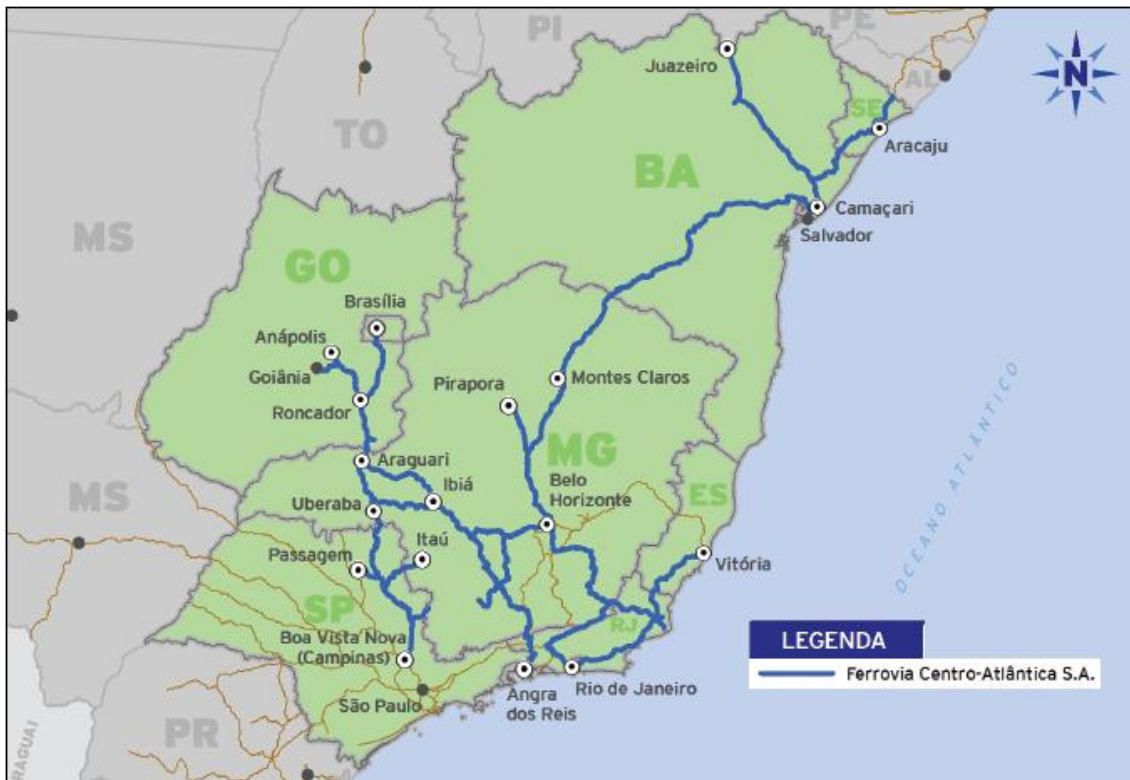 PI
PE
Juazeiro
N
AL
SE
TO
Aracaju
BA
MS
Camaçari
Salvador
GO
Brasília
Anápolis
Goiânia
Montes Claros
Pirapora
Roncador
OCEANO ATLÂNTICO
MG
Araguari
Ibiá
Belo
Horizonte
ES
MS
Uberaba
Itaú
Passagem
Vitória
SP
RJ
LEGENDA
Boa Vista Nova
(Campinas)
Ferrovia Centro-Atlântica S.A.
Rio de Janeiro
Angra
dos Reis
São Paulo
PR
RAGUAI